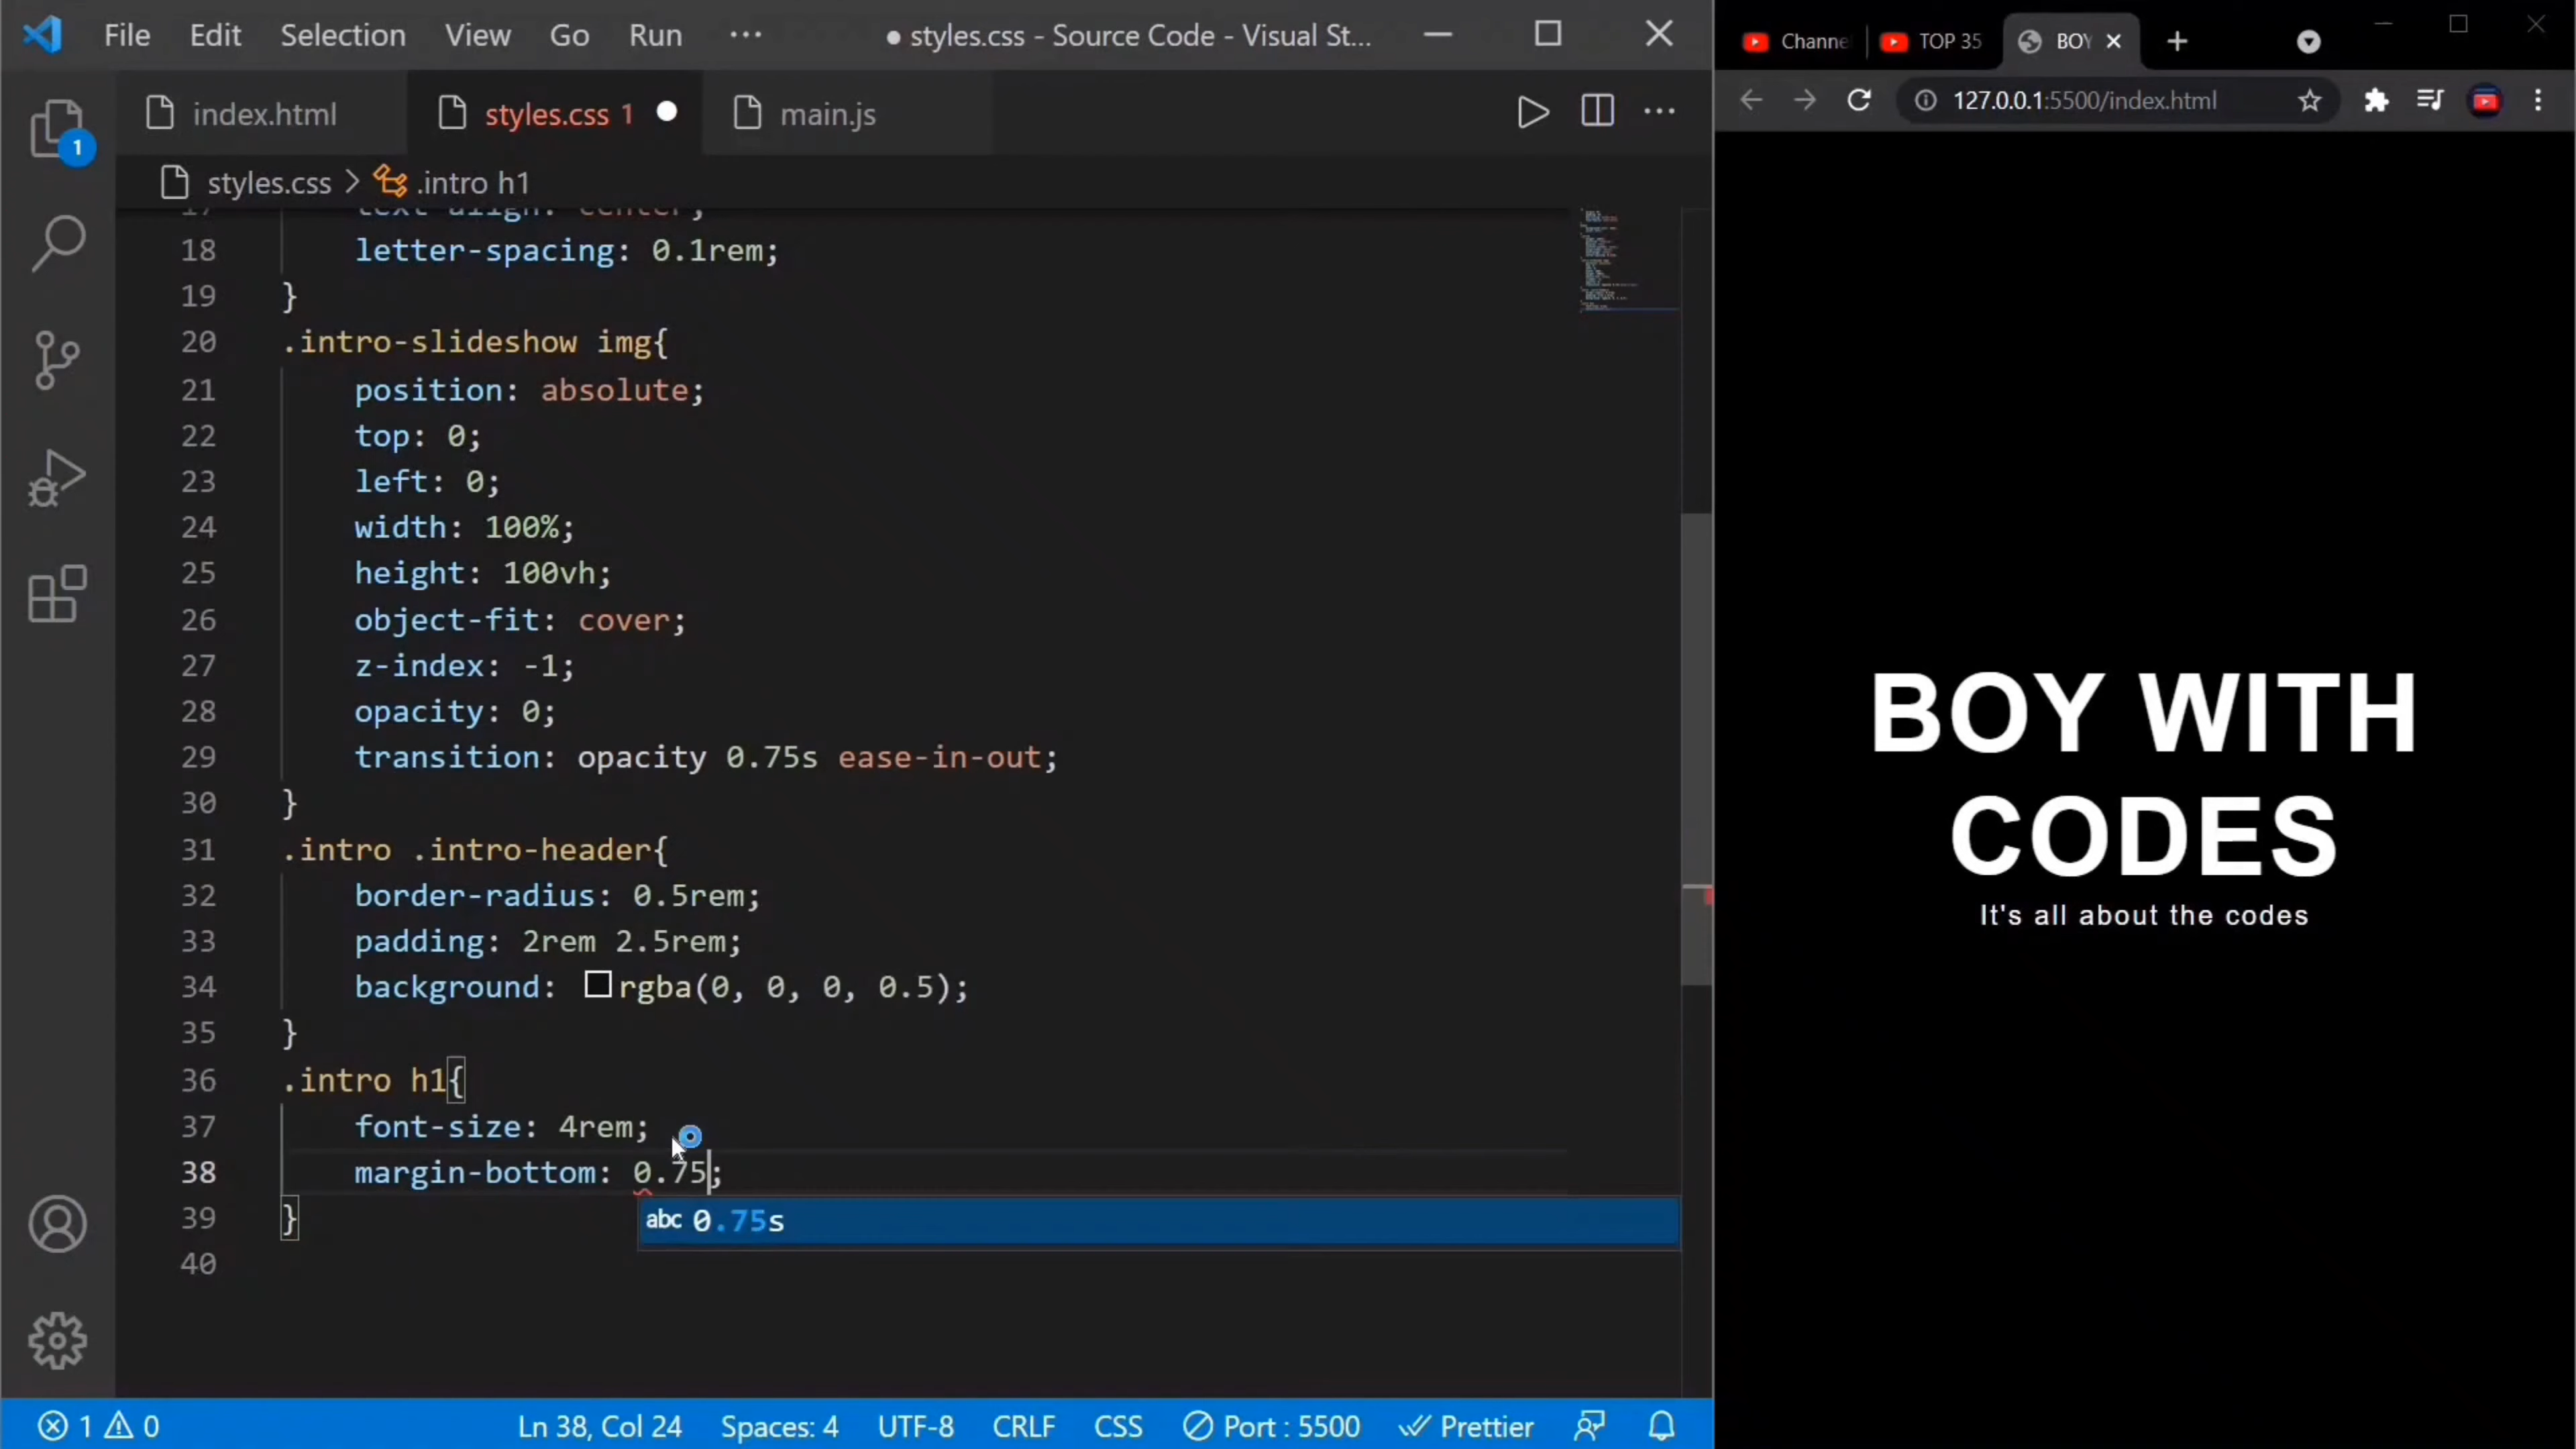 File Edit Selection View Go Run ··· ● styles.css - Source Code - Visual St...
index.html styles.css 1 ● main.js
styles.css > .intro h1
17 text-align: center;
18 letter-spacing: 0.1rem;
19 }
20 .intro-slideshow img{
21 position: absolute;
22 top: 0;
23 left: 0;
24 width: 100%;
25 height: 100vh;
26 object-fit: cover;
27 z-index: -1;
28 opacity: 0;
29 transition: opacity 0.75s ease-in-out;
30 }
31 .intro .intro-header{
32 border-radius: 0.5rem;
33 padding: 2rem 2.5rem;
34 background: rgba(0, 0, 0, 0.5);
35 }
36 .intro h1{
37 font-size: 4rem;
38 margin-bottom: 0.75;
abc 0.75s
39 }
40
1
1 0 Ln 38, Col 24 Spaces: 4 UTF-8 CRLF CSS Port : 5500 Prettier
Channe TOP 35 BOY
127.0.0.1:5500/index.html
BOY WITH
CODES
It's all about the codes